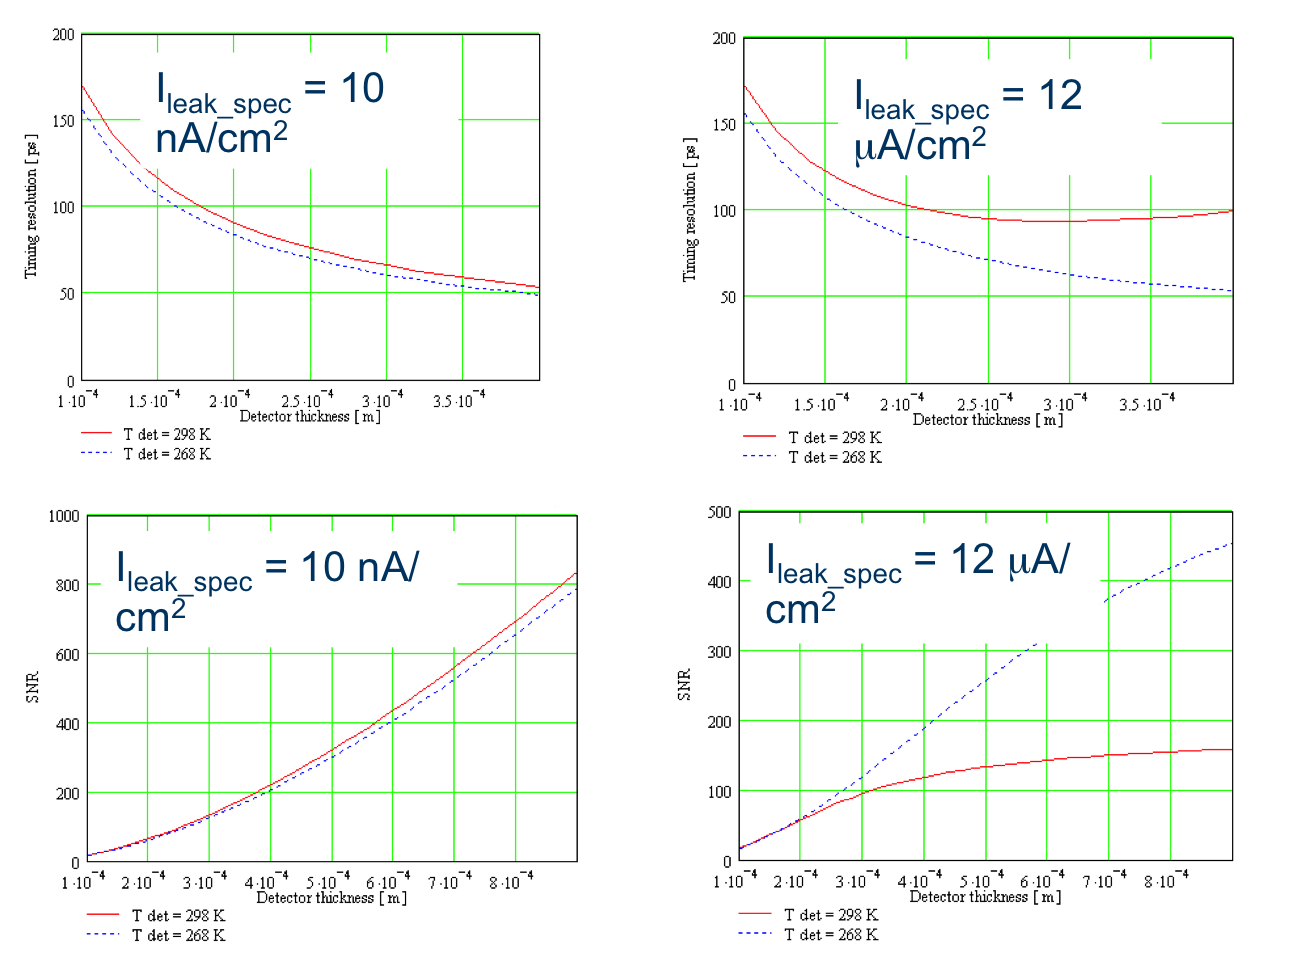 200
150
100
50
0
Timing resolution [ ps ]
I leak_spec = 10
nA/cm2
1·10⁻⁴ 1.5·10⁻⁴ 2·10⁻⁴ 2.5·10⁻⁴ 3·10⁻⁴ 3.5·10⁻⁴
Detector thickness [ m ]
T det = 298 K
T det = 268 K
200
150
100
50
0
Timing resolution [ ps ]
I leak_spec = 12
μA/cm2
1·10⁻⁴ 1.5·10⁻⁴ 2·10⁻⁴ 2.5·10⁻⁴ 3·10⁻⁴ 3.5·10⁻⁴
Detector thickness [ m ]
T det = 298 K
T det = 268 K
1000
800
600
400
200
0
SNR
I leak_spec = 10 nA/
cm2
1·10⁻⁴ 2·10⁻⁴ 3·10⁻⁴ 4·10⁻⁴ 5·10⁻⁴ 6·10⁻⁴ 7·10⁻⁴ 8·10⁻⁴
Detector thickness [ m ]
T det = 298 K
T det = 268 K
500
400
300
200
100
0
SNR
I leak_spec = 12 μA/
cm2
1·10⁻⁴ 2·10⁻⁴ 3·10⁻⁴ 4·10⁻⁴ 5·10⁻⁴ 6·10⁻⁴ 7·10⁻⁴ 8·10⁻⁴
Detector thickness [ m ]
T det = 298 K
T det = 268 K